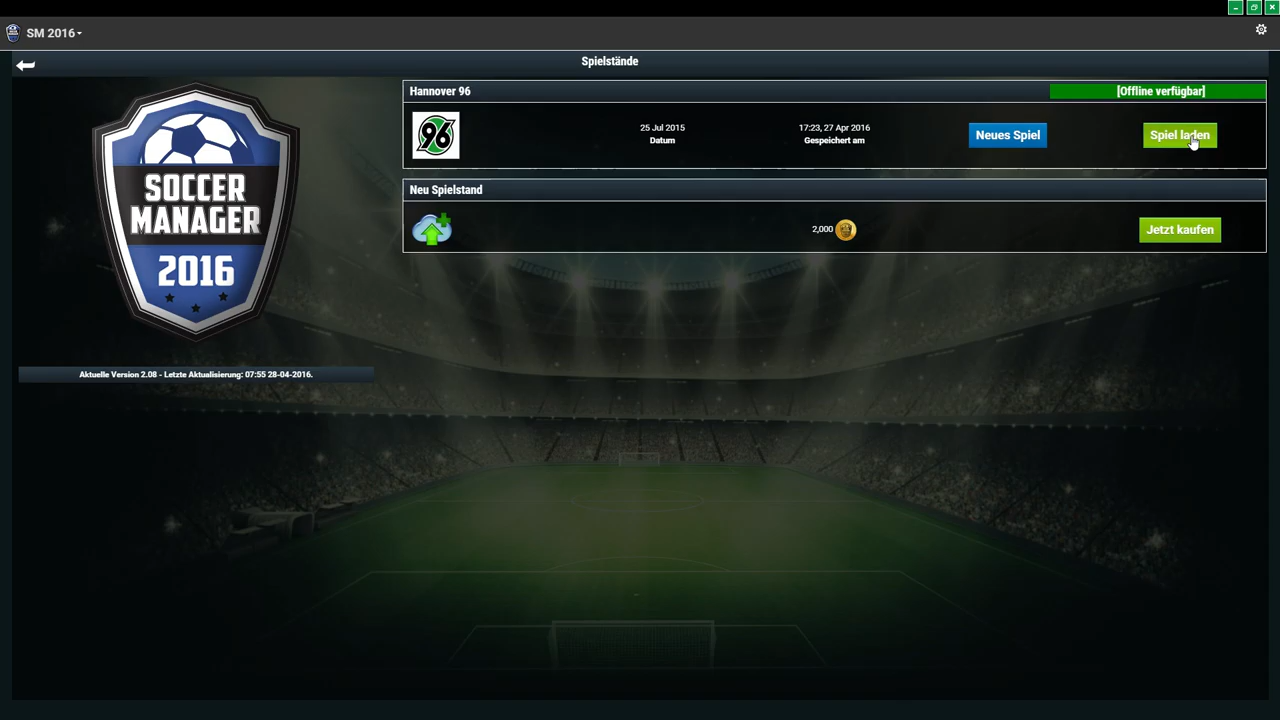 SM 2016
Spielstände
SOCCER
MANAGER
2016
Aktuelle Version 2.08 - Letzte Aktualisierung: 07:55 28-04-2016.
Hannover 96
[Offline verfügbar]
96
25 Jul 2015
Datum
17:23, 27 Apr 2016
Gespeichert am
Neues Spiel
Spiel laden
Neu Spielstand
2,000
Jetzt kaufen